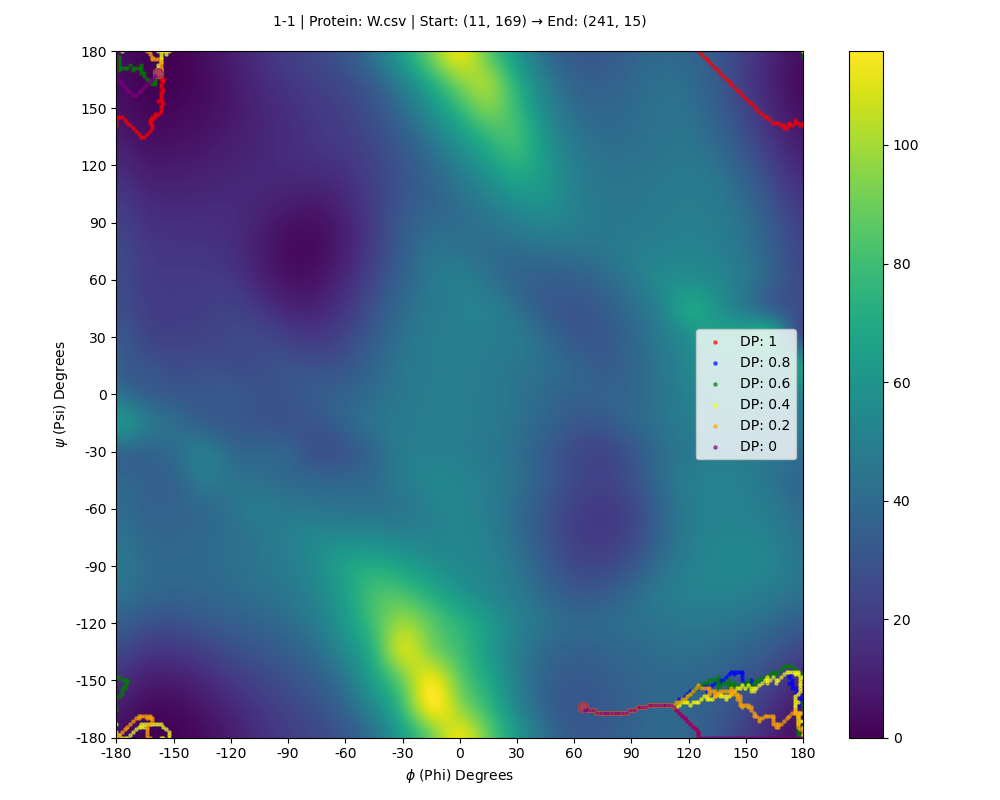 1-1 | Protein: W.csv | Start: (11, 169) → End: (241, 15)
180
150
120
90
60
30
0
-30
-60
-90
-120
-150
-180
ψ (Psi) Degrees
-180 -150 -120 -90 -60 -30 0 30 60 90 120 150 180
ϕ (Phi) Degrees
DP: 1
DP: 0.8
DP: 0.6
DP: 0.4
DP: 0.2
DP: 0
100
80
60
40
20
0